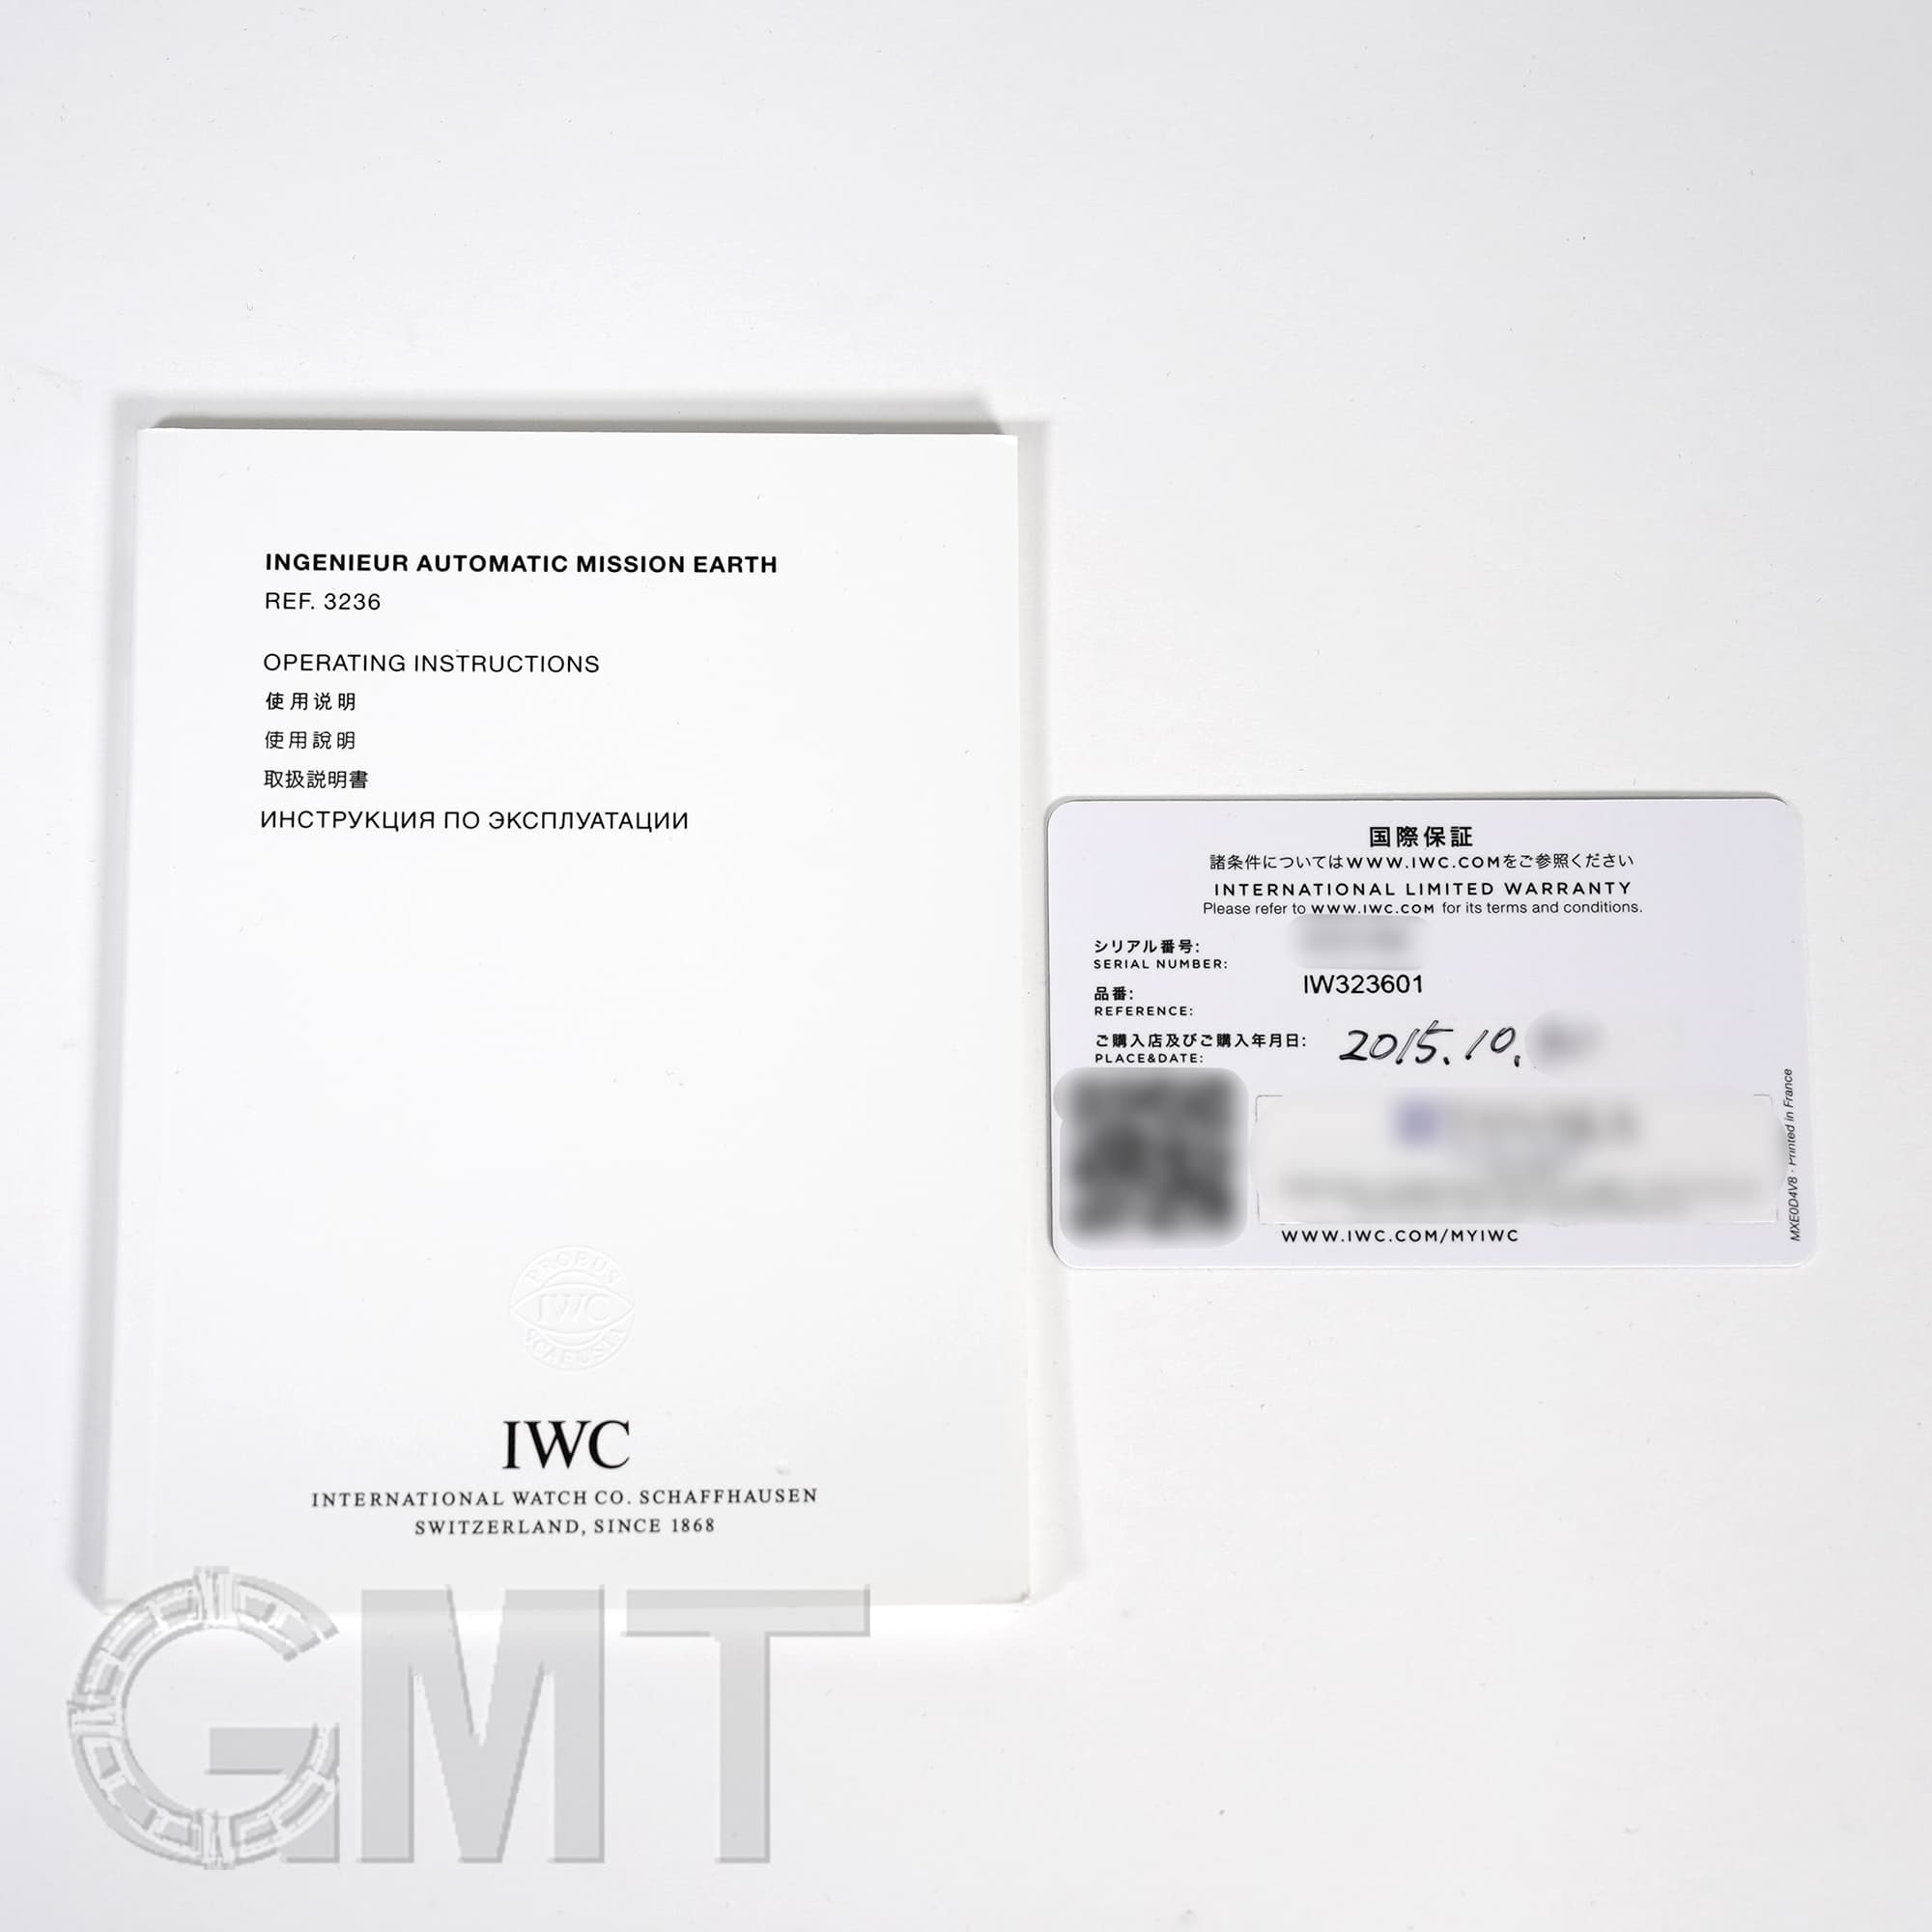 INGENIEUR AUTOMATIC MISSION EARTH
REF. 3236
OPERATING INSTRUCTIONS
使用说明
使用說明
取扱説明書
ИНСТРУКЦИЯ ПО ЭКСПЛУАТАЦИИ
PROBUS
IWC
SCAFUSIA
IWC
INTERNATIONAL WATCH CO. SCHAFFHAUSEN
SWITZERLAND, SINCE 1868
国際保証
諸条件についてはWWW.IWC.COMをご参照ください
INTERNATIONAL LIMITED WARRANTY
Please refer to WWW.IWC.COM for its terms and conditions.
シリアル番号:
SERIAL NUMBER:
IW323601
品番:
REFERENCE:
ご購入店及びご購入年月日:
PLACE&DATE:
2015.10.
WWW.IWC.COM/MYIWC
MXE0D4V8 - Printed in France
GMT